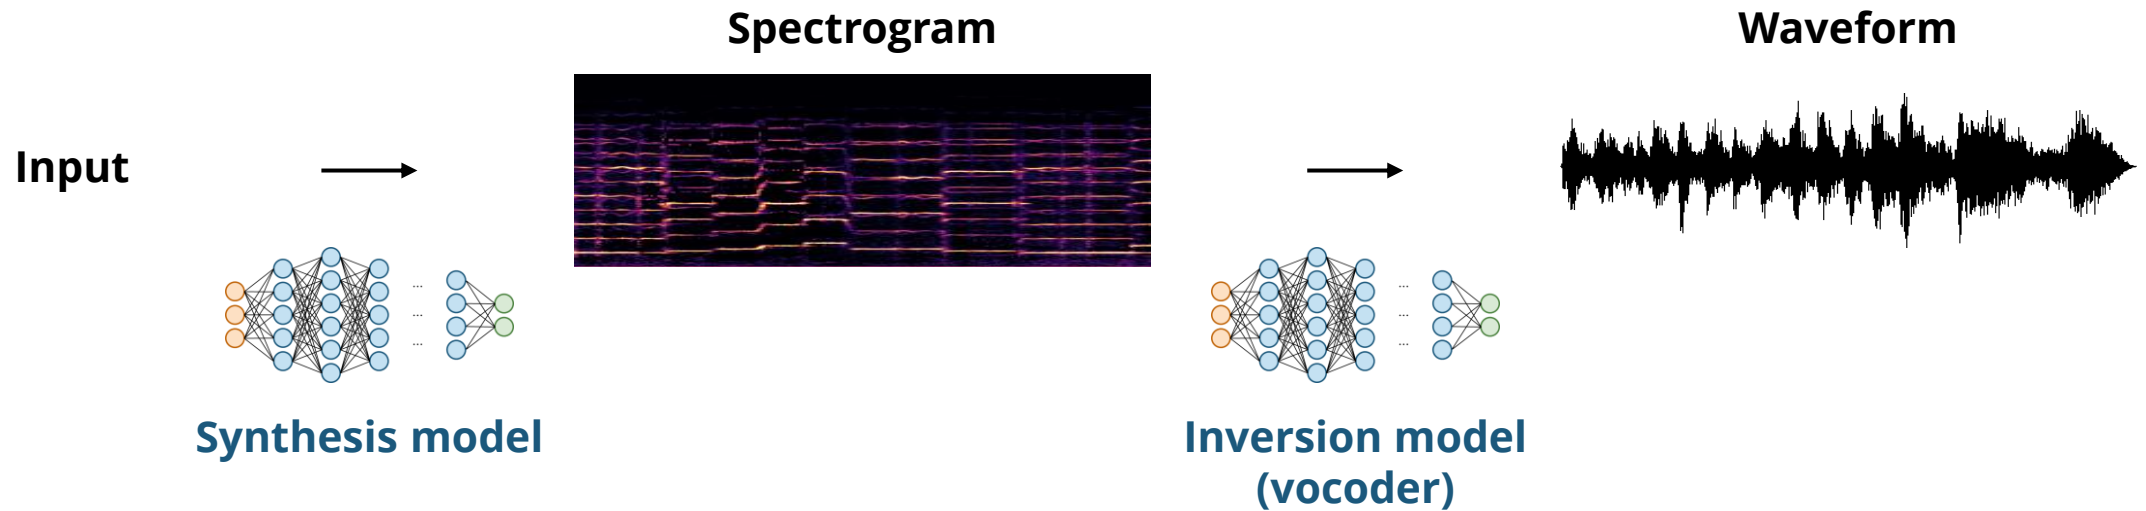 Spectrogram
Waveform
Input
...
...
...
...
...
...
Synthesis model
Inversion model
(vocoder)